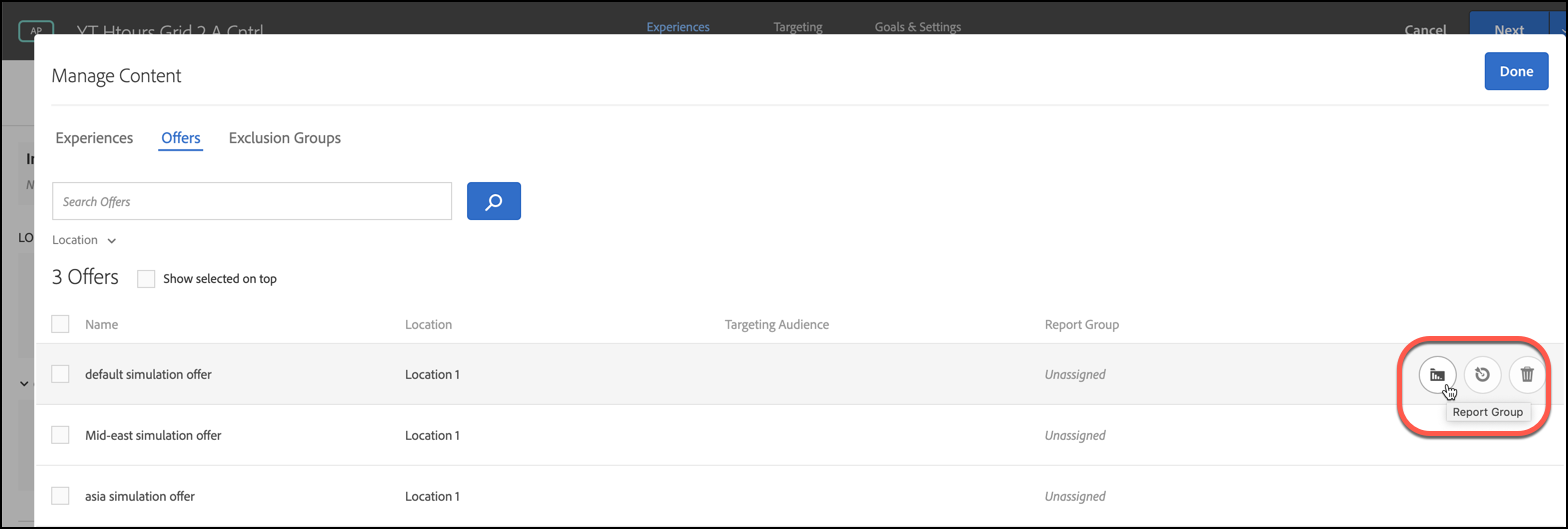 AP YT Htours Grid 2 A Cntrl Experiences Targeting Goals & Settings Cancel Next
Manage Content Done
Experiences Offers Exclusion Groups
Search Offers
Location
LO
3 Offers Show selected on top
Name Location Targeting Audience Report Group
default simulation offer Location 1 Unassigned
Report Group
Mid-east simulation offer Location 1 Unassigned
asia simulation offer Location 1 Unassigned